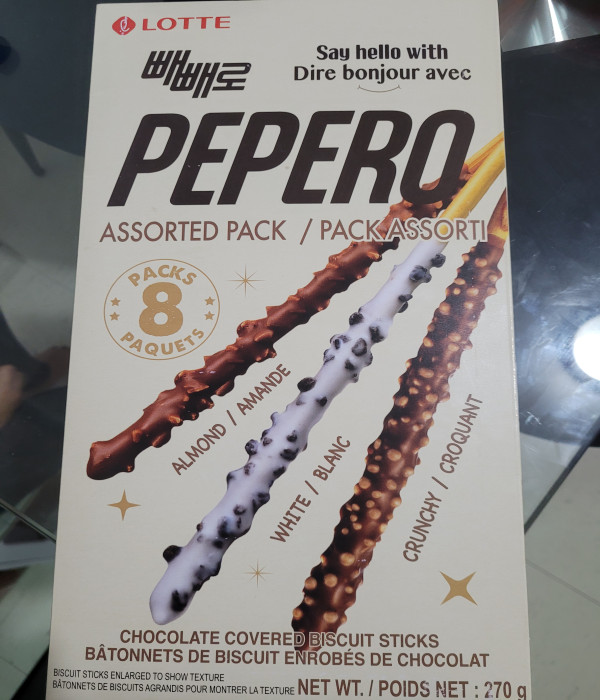 LOTTE
빼빼로
Say hello with
Dire bonjour avec
PEPERO
ASSORTED PACK / PACK ASSORTI
PACKS
8
PAQUETS
ALMOND / AMANDE
WHITE / BLANC
CRUNCHY / CROQUANT
CHOCOLATE COVERED BISCUIT STICKS
BÂTONNETS DE BISCUIT ENROBÉS DE CHOCOLAT
BISCUIT STICKS ENLARGED TO SHOW TEXTURE
BÂTONNETS DE BISCUITS AGRANDIS POUR MONTRER LA TEXTURE
NET WT. / POIDS NET : 270 g